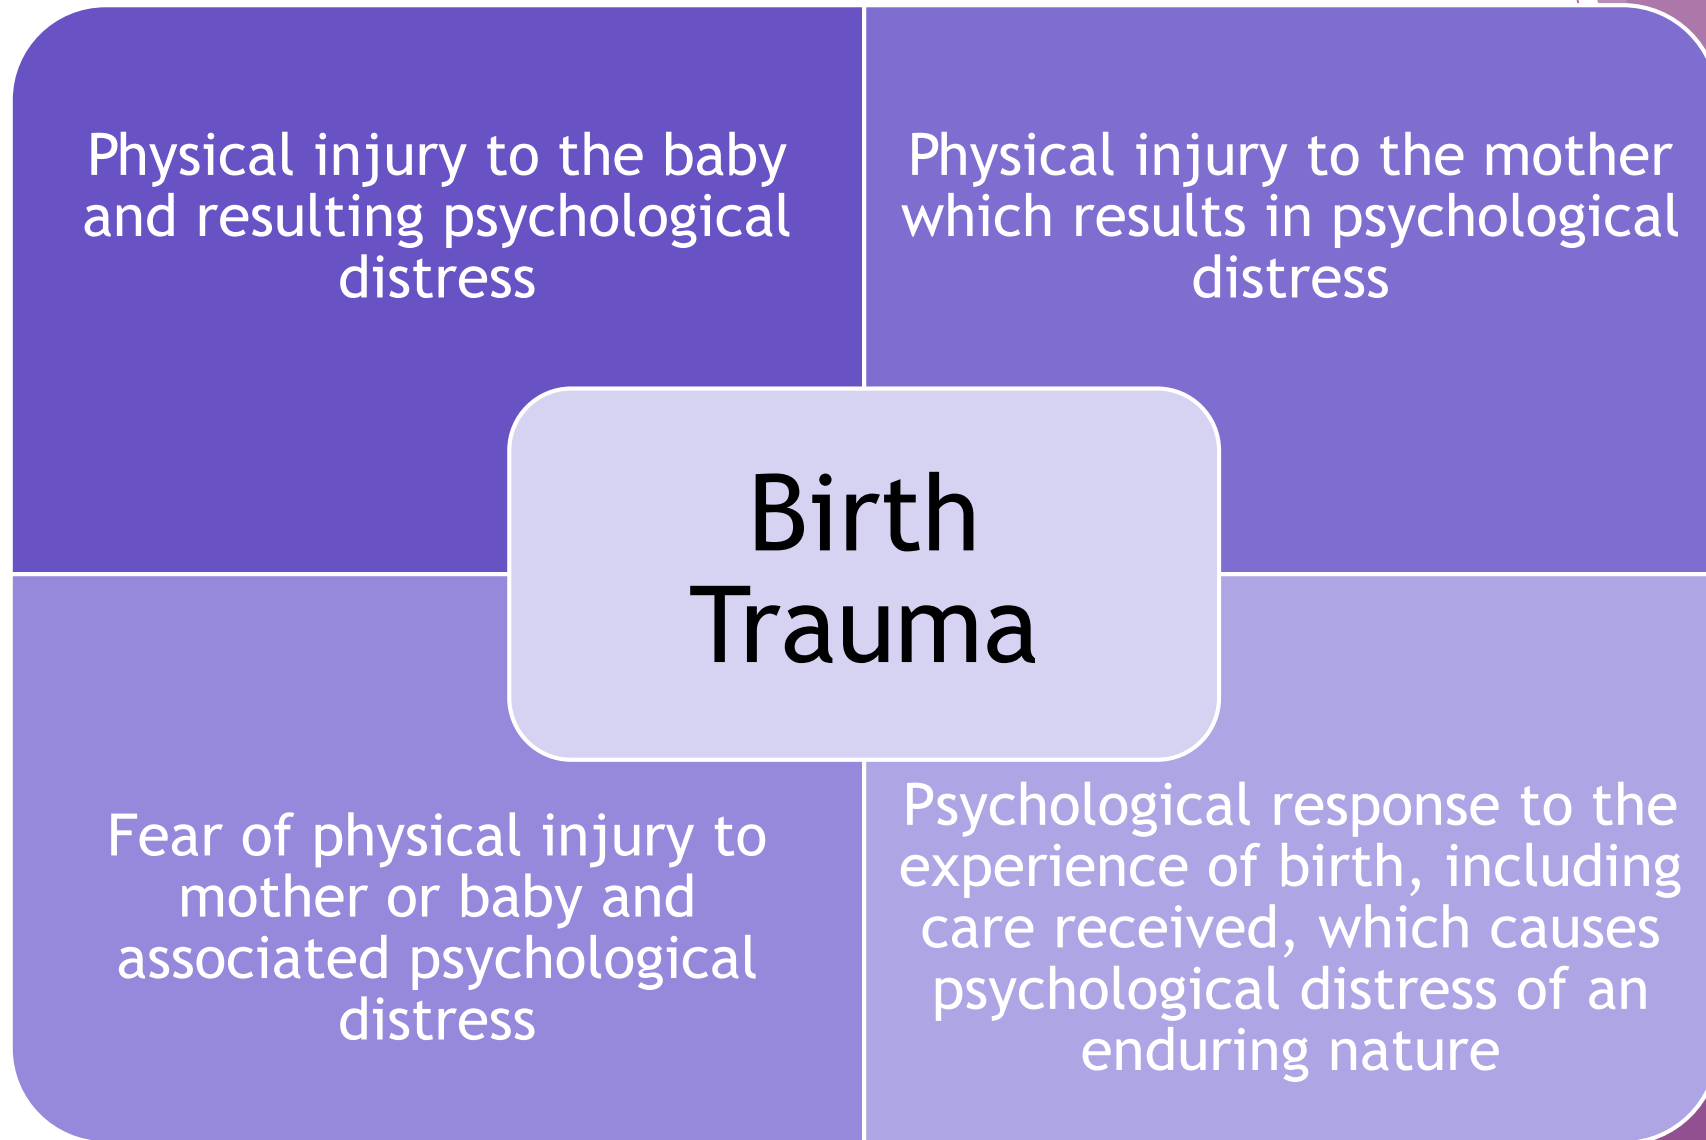 Physical injury to the baby
and resulting psychological
distress
Physical injury to the mother
which results in psychological
distress
Birth
Trauma
Fear of physical injury to
mother or baby and
associated psychological
distress
Psychological response to the
experience of birth, including
care received, which causes
psychological distress of an
enduring nature